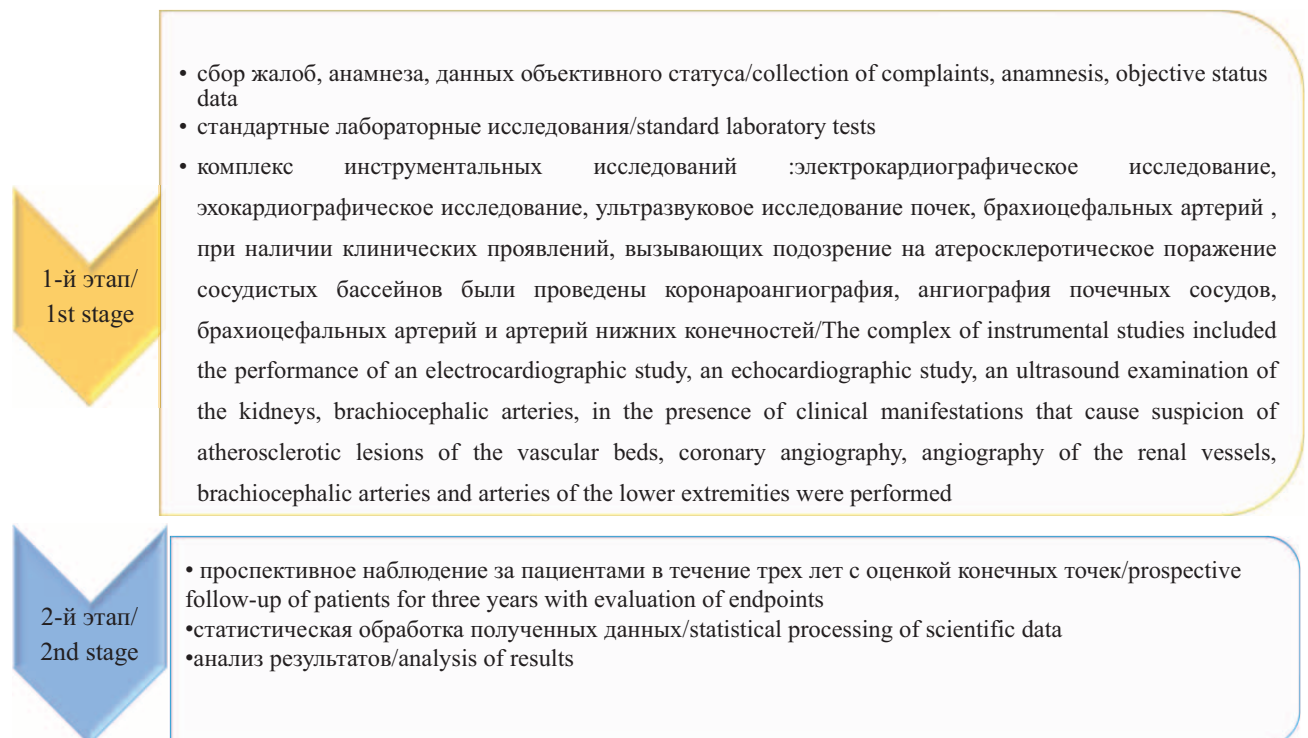 • сбор жалоб, анамнеза, данных объективного статуса/collection of complaints, anamnesis, objective status
data
• стандартные лабораторные исследования/standard laboratory tests
• комплекс инструментальных исследований :электрокардиографическое исследование,
эхокардиографическое исследование, ультразвуковое исследование почек, брахиоцефальных артерий ,
при наличии клинических проявлений, вызывающих подозрение на атеросклеротическое поражение
сосудистых бассейнов были проведены коронароангиография, ангиография почечных сосудов,
брахиоцефальных артерий и артерий нижних конечностей/The complex of instrumental studies included
the performance of an electrocardiographic study, an echocardiographic study, an ultrasound examination of
the kidneys, brachiocephalic arteries, in the presence of clinical manifestations that cause suspicion of
atherosclerotic lesions of the vascular beds, coronary angiography, angiography of the renal vessels,
brachiocephalic arteries and arteries of the lower extremities were performed
1-й этап/
1st stage
• проспективное наблюдение за пациентами в течение трех лет с оценкой конечных точек/prospective
follow-up of patients for three years with evaluation of endpoints
•статистическая обработка полученных данных/statistical processing of scientific data
•анализ результатов/analysis of results
2-й этап/
2nd stage